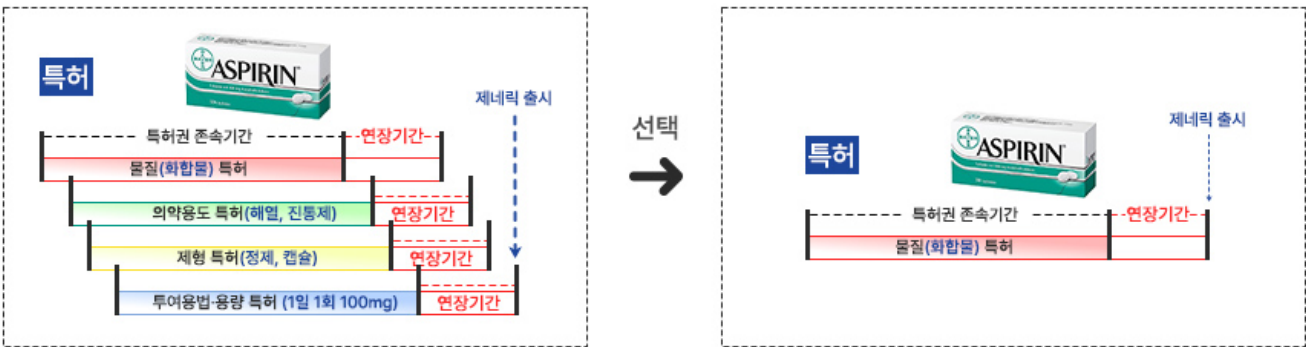 특허
BAYER
ASPIRIN
제네릭 출시
특허권 존속기간
연장기간
물질(화합물) 특허
의약용도 특허(해열, 진통제)
연장기간
제형 특허(정제, 캡슐)
연장기간
투여용법·용량 특허 (1일 1회 100mg)
연장기간
선택
특허
ASPIRIN
제네릭 출시
특허권 존속기간
연장기간
물질(화합물) 특허